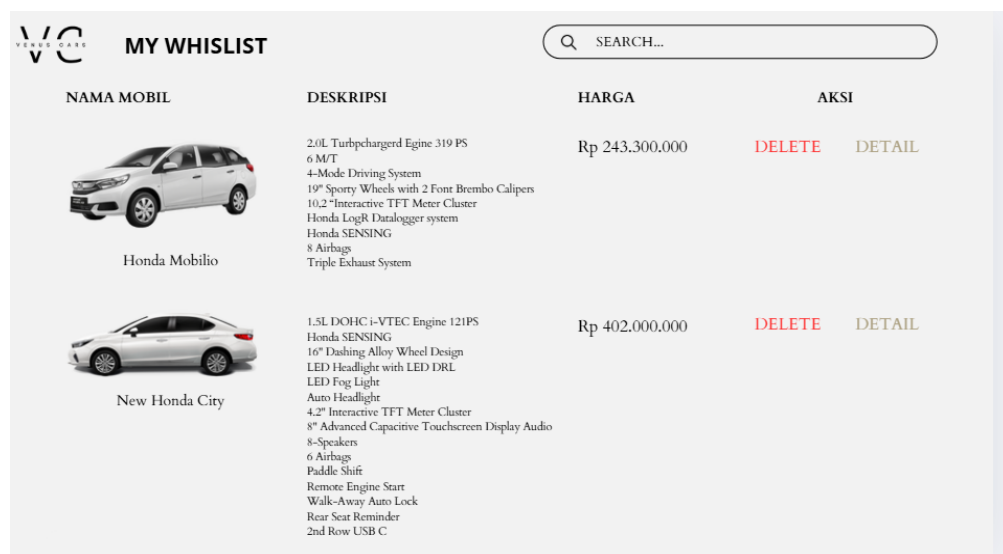 VC
VENUS CARS
MY WHISLIST
SEARCH...
NAMA MOBIL DESKRIPSI HARGA AKSI
2.0L Turbpchargerd Egine 319 PS
6 M/T
4-Mode Driving System
19" Sporty Wheels with 2 Font Brembo Calipers
10,2 “Interactive TFT Meter Cluster
Honda LogR Datalogger system
Honda SENSING
8 Airbags
Triple Exhaust System
Rp 243.300.000
DELETE DETAIL
Honda Mobilio
1.5L DOHC i-VTEC Engine 121PS
Honda SENSING
16" Dashing Alloy Wheel Design
LED Headlight with LED DRL
LED Fog Light
Auto Headlight
4.2" Interactive TFT Meter Cluster
8" Advanced Capacitive Touchscreen Display Audio
8-Speakers
6 Airbags
Paddle Shift
Remote Engine Start
Walk-Away Auto Lock
Rear Seat Reminder
2nd Row USB C
Rp 402.000.000
DELETE DETAIL
New Honda City